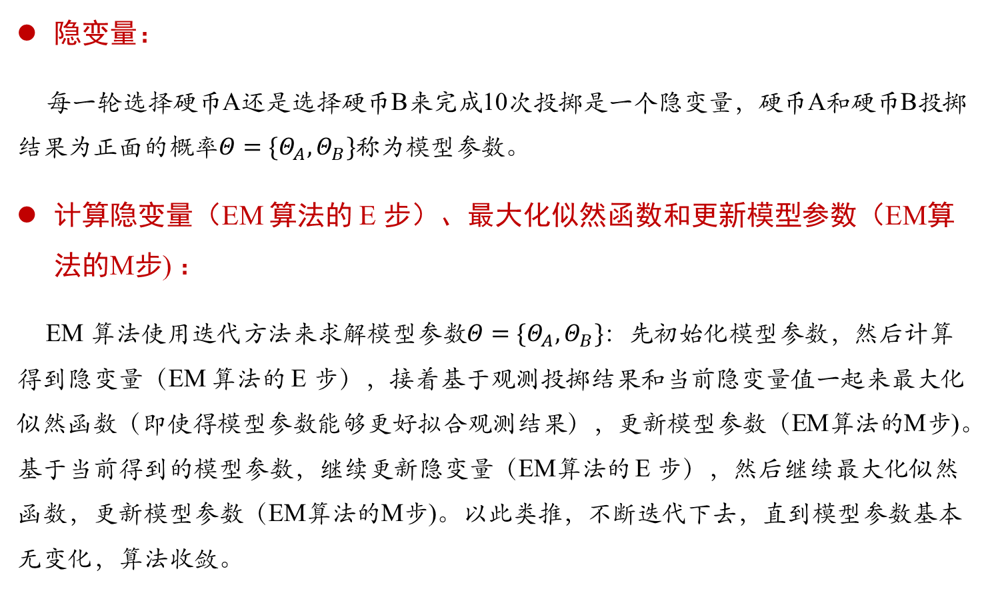 ● 隐变量：
每一轮选择硬币A还是选择硬币B来完成10次投掷是一个隐变量，硬币A和硬币B投掷
结果为正面的概率Θ = {Θ_A, Θ_B}称为模型参数。
● 计算隐变量（EM 算法的 E 步）、最大化似然函数和更新模型参数（EM算
法的M步)：
EM 算法使用迭代方法来求解模型参数Θ = {Θ_A, Θ_B}：先初始化模型参数，然后计算
得到隐变量（EM 算法的 E 步），接着基于观测投掷结果和当前隐变量值一起来最大化
似然函数（即使得模型参数能够更好拟合观测结果），更新模型参数（EM算法的M步)。
基于当前得到的模型参数，继续更新隐变量（EM算法的 E 步），然后继续最大化似然
函数，更新模型参数（EM算法的M步)。以此类推，不断迭代下去，直到模型参数基本
无变化，算法收敛。